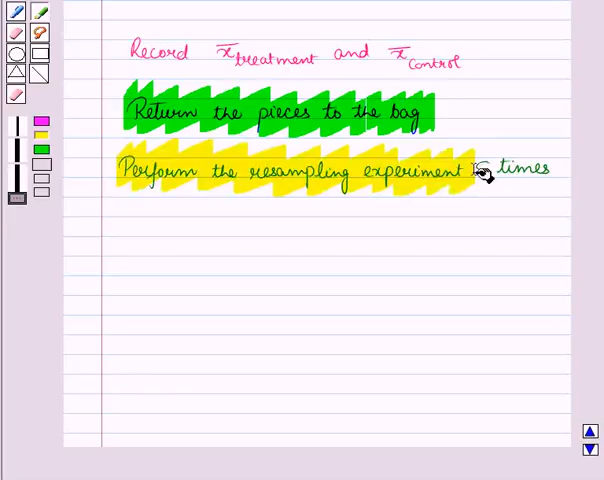 Record x̄ treatment and x̄ control
Return the pieces to the bag
Perform the resampling experiment times